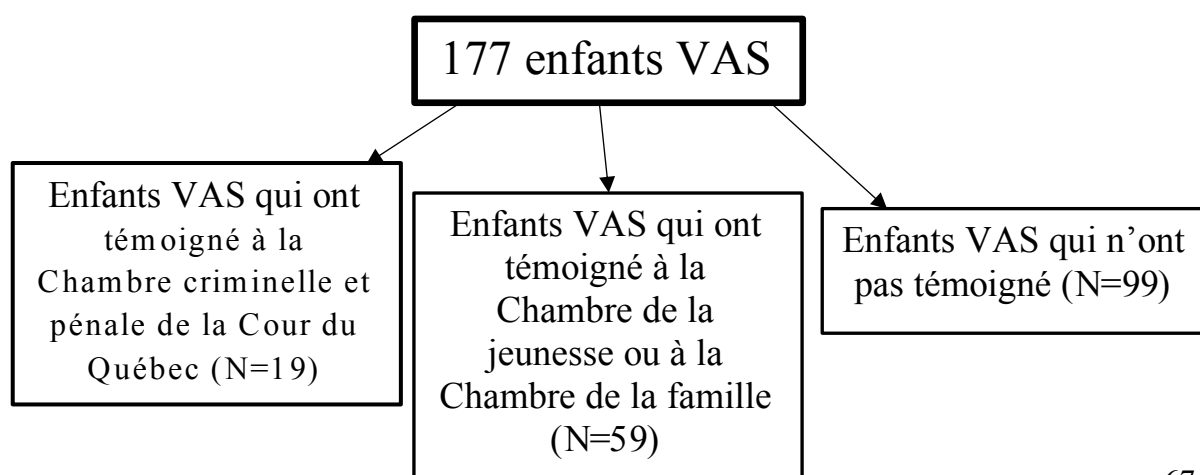 177 enfants VAS
Enfants VAS qui ont
témoigné à la
Chambre criminelle et
pénale de la Cour du
Québec (N=19)
Enfants VAS qui ont
témoigné à la
Chambre de la
jeunesse ou à la
Chambre de la famille
(N=59)
Enfants VAS qui n’ont
pas témoigné (N=99)
67